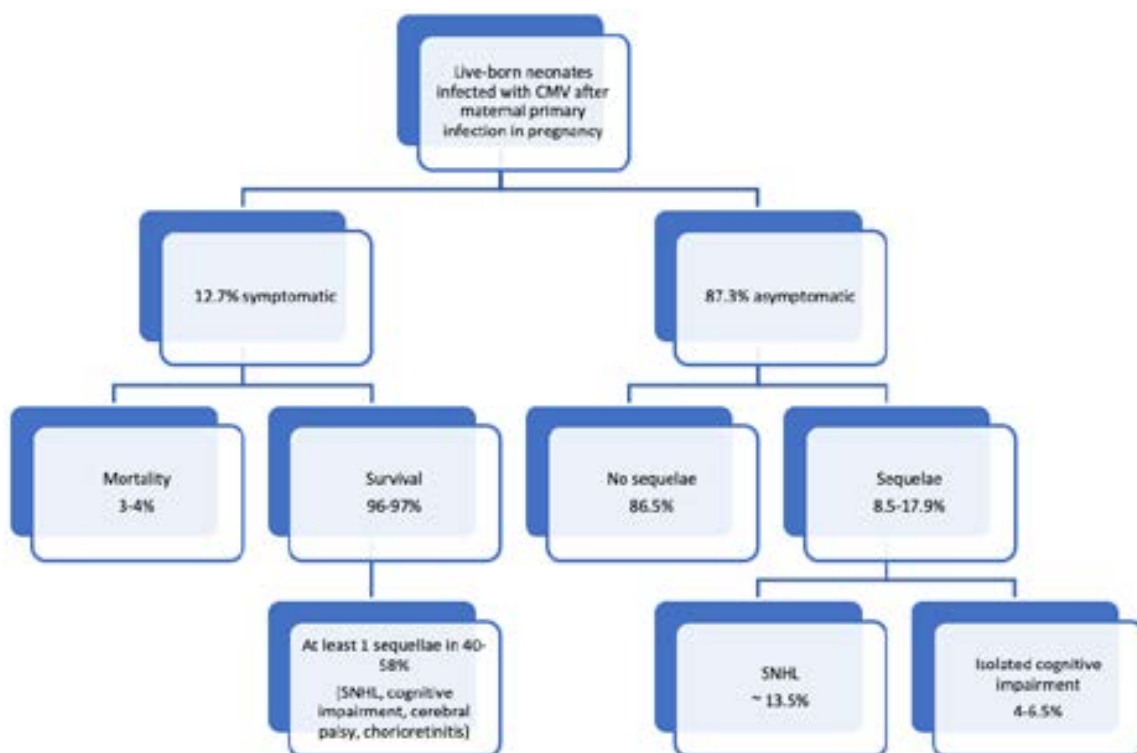 Live-born neonates
infected with CMV after
maternal primary
infection in pregnancy
12.7% symptomatic
87.3% asymptomatic
Mortality
3-4%
Survival
96-97%
No sequelae
86.5%
Sequelae
8.5-17.9%
At least 1 sequellae in 40-
58%
(SNHL, cognitive
impairment, cerebral
palsy, chorioretinitis)
SNHL
~ 13.5%
Isolated cognitive
impairment
4-6.5%